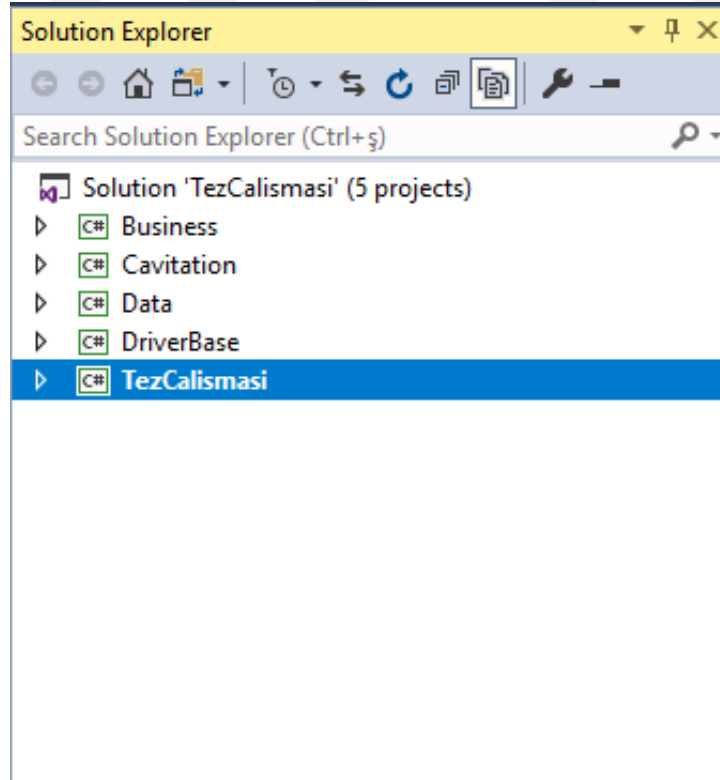 Solution Explorer
Search Solution Explorer (Ctrl+ş)
Solution 'TezCalismasi' (5 projects)
C# Business
C# Cavitation
C# Data
C# DriverBase
C# TezCalismasi